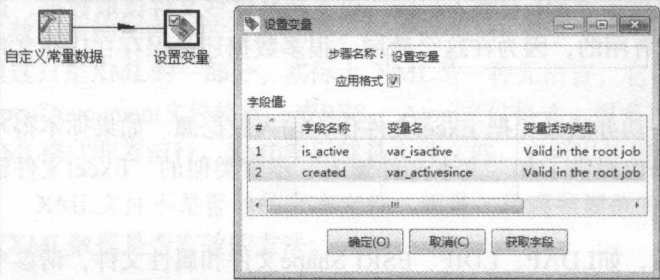 自定义常量数据
设置变量
设置变量
步骤名称: 设置变量
应用格式
字段值:
# 字段名称 变量名 变量活动类型
1 is_active var_isactive Valid in the root job
2 created var_activesince Valid in the root job
确定(O) 取消(C) 获取字段